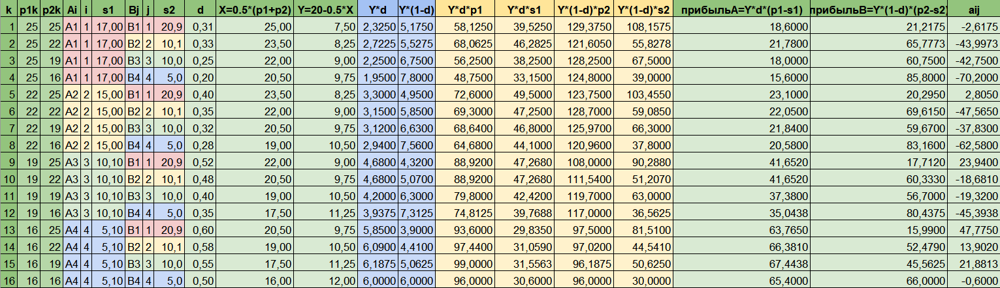 k p1k p2k Ai i s1 Bj j s2 d X=0.5*(p1+p2) Y=20-0.5*X Y*d Y*(1-d) Y*d*p1 Y*d*s1 Y*(1-d)*p2 Y*(1-d)*s2 прибыльA=Y*d*(p1-s1) прибыльB=Y*(1-d)*(p2-s2) aij
1 25 25 A1 1 17,00 B1 1 20,9 0,31 25,00 7,50 2,3250 5,1750 58,1250 39,5250 129,3750 108,1575 18,6000 21,2175 -2,6175
2 25 22 A1 1 17,00 B2 2 10,1 0,33 23,50 8,25 2,7225 5,5275 68,0625 46,2825 121,6050 55,8278 21,7800 65,7773 -43,9973
3 25 19 A1 1 17,00 B3 3 10,0 0,25 22,00 9,00 2,2500 6,7500 56,2500 38,2500 128,2500 67,5000 18,0000 60,7500 -42,7500
4 25 16 A1 1 17,00 B4 4 5,0 0,20 20,50 9,75 1,9500 7,8000 48,7500 33,1500 124,8000 39,0000 15,6000 85,8000 -70,2000
5 22 25 A2 2 15,00 B1 1 20,9 0,40 23,50 8,25 3,3000 4,9500 72,6000 49,5000 123,7500 103,4550 23,1000 20,2950 2,8050
6 22 22 A2 2 15,00 B2 2 10,1 0,35 22,00 9,00 3,1500 5,8500 69,3000 47,2500 128,7000 59,0850 22,0500 69,6150 -47,5650
7 22 19 A2 2 15,00 B3 3 10,0 0,32 20,50 9,75 3,1200 6,6300 68,6400 46,8000 125,9700 66,3000 21,8400 59,6700 -37,8300
8 22 16 A2 2 15,00 B4 4 5,0 0,28 19,00 10,50 2,9400 7,5600 64,6800 44,1000 120,9600 37,8000 20,5800 83,1600 -62,5800
9 19 25 A3 3 10,10 B1 1 20,9 0,52 22,00 9,00 4,6800 4,3200 88,9200 47,2680 108,0000 90,2880 41,6520 17,7120 23,9400
10 19 22 A3 3 10,10 B2 2 10,1 0,48 20,50 9,75 4,6800 5,0700 88,9200 47,2680 111,5400 51,2070 41,6520 60,3330 -18,6810
11 19 19 A3 3 10,10 B3 3 10,0 0,40 19,00 10,50 4,2000 6,3000 79,8000 42,4200 119,7000 63,0000 37,3800 56,7000 -19,3200
12 19 16 A3 3 10,10 B4 4 5,0 0,35 17,50 11,25 3,9375 7,3125 74,8125 39,7688 117,0000 36,5625 35,0438 80,4375 -45,3938
13 16 25 A4 4 5,10 B1 1 20,9 0,60 20,50 9,75 5,8500 3,9000 93,6000 29,8350 97,5000 81,5100 63,7650 15,9900 47,7750
14 16 22 A4 4 5,10 B2 2 10,1 0,58 19,00 10,50 6,0900 4,4100 97,4400 31,0590 97,0200 44,5410 66,3810 52,4790 13,9020
15 16 19 A4 4 5,10 B3 3 10,0 0,55 17,50 11,25 6,1875 5,0625 99,0000 31,5563 96,1875 50,6250 67,4438 45,5625 21,8813
16 16 16 A4 4 5,10 B4 4 5,0 0,50 16,00 12,00 6,0000 6,0000 96,0000 30,6000 96,0000 30,0000 65,4000 66,0000 -0,6000